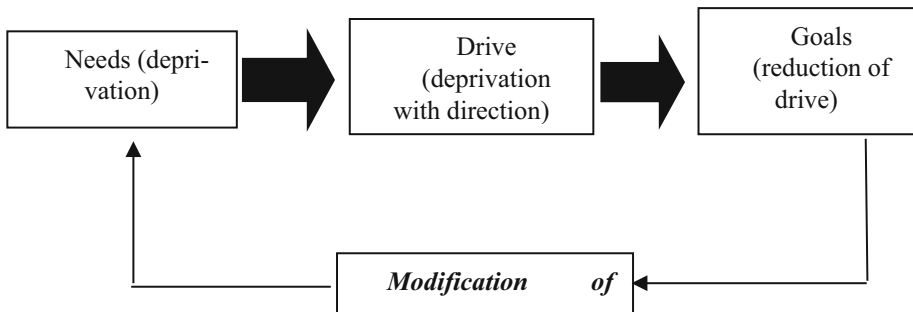 Needs (depri-
vation)
Drive
(deprivation
with direction)
Goals
(reduction of
drive)
Modification of